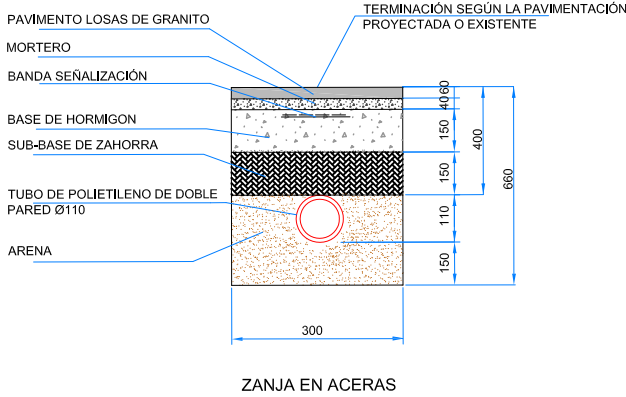 PAVIMENTO LOSAS DE GRANITO
TERMINACIÓN SEGÚN LA PAVIMENTACIÓN
PROYECTADA O EXISTENTE
MORTERO
BANDA SEÑALIZACIÓN
BASE DE HORMIGON
SUB-BASE DE ZAHORRA
TUBO DE POLIETILENO DE DOBLE
PARED Ø110
ARENA
60
40
150
150
110
150
400
660
300
ZANJA EN ACERAS